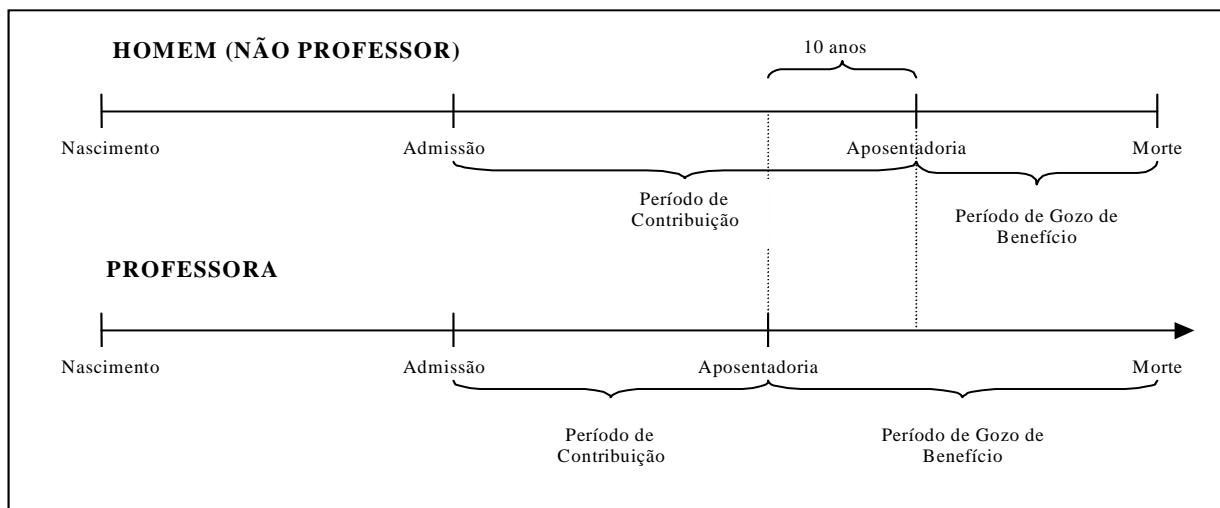 HOMEM (NÃO PROFESSOR)
10 anos
Nascimento
Admissão
Aposentadoria
Morte
Período de
Contribuição
Período de Gozo de
Benefício
PROFESSORA
Nascimento
Admissão
Aposentadoria
Morte
Período de
Contribuição
Período de Gozo de
Benefício